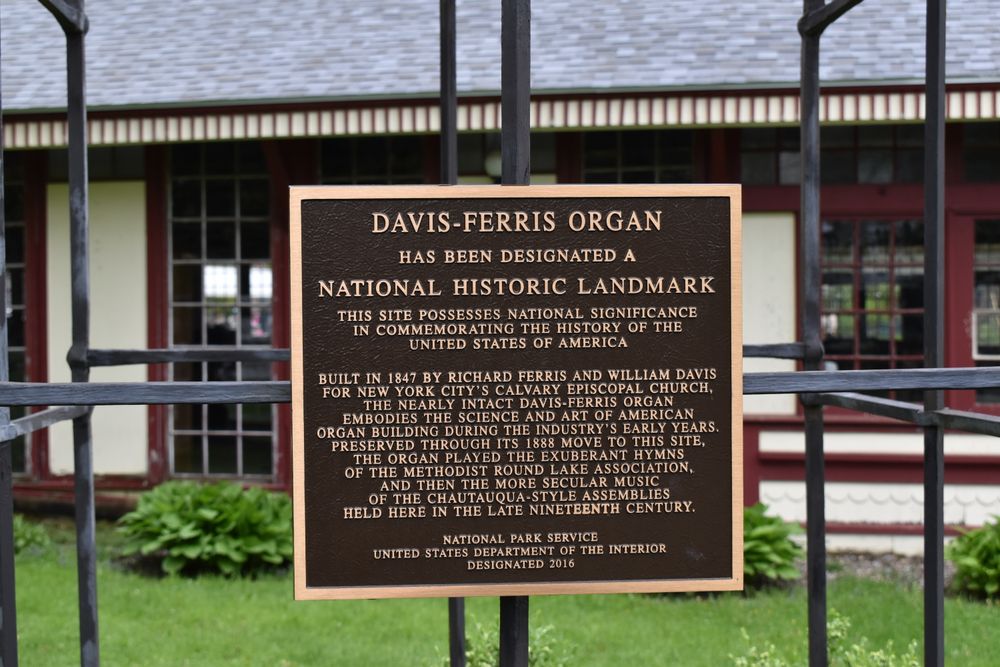 DAVIS-FERRIS ORGAN
HAS BEEN DESIGNATED A
NATIONAL HISTORIC LANDMARK
THIS SITE POSSESSES NATIONAL SIGNIFICANCE
IN COMMEMORATING THE HISTORY OF THE
UNITED STATES OF AMERICA
BUILT IN 1847 BY RICHARD FERRIS AND WILLIAM DAVIS
FOR NEW YORK CITY'S CALVARY EPISCOPAL CHURCH,
THE NEARLY INTACT DAVIS-FERRIS ORGAN
EMBODIES THE SCIENCE AND ART OF AMERICAN
ORGAN BUILDING DURING THE INDUSTRY'S EARLY YEARS.
PRESERVED THROUGH ITS 1888 MOVE TO THIS SITE,
THE ORGAN PLAYED THE EXUBERANT HYMNS
OF THE METHODIST ROUND LAKE ASSOCIATION,
AND THEN THE MORE SECULAR MUSIC
OF THE CHAUTAUQUA-STYLE ASSEMBLIES
HELD HERE IN THE LATE NINETEENTH CENTURY.
NATIONAL PARK SERVICE
UNITED STATES DEPARTMENT OF THE INTERIOR
DESIGNATED 2016